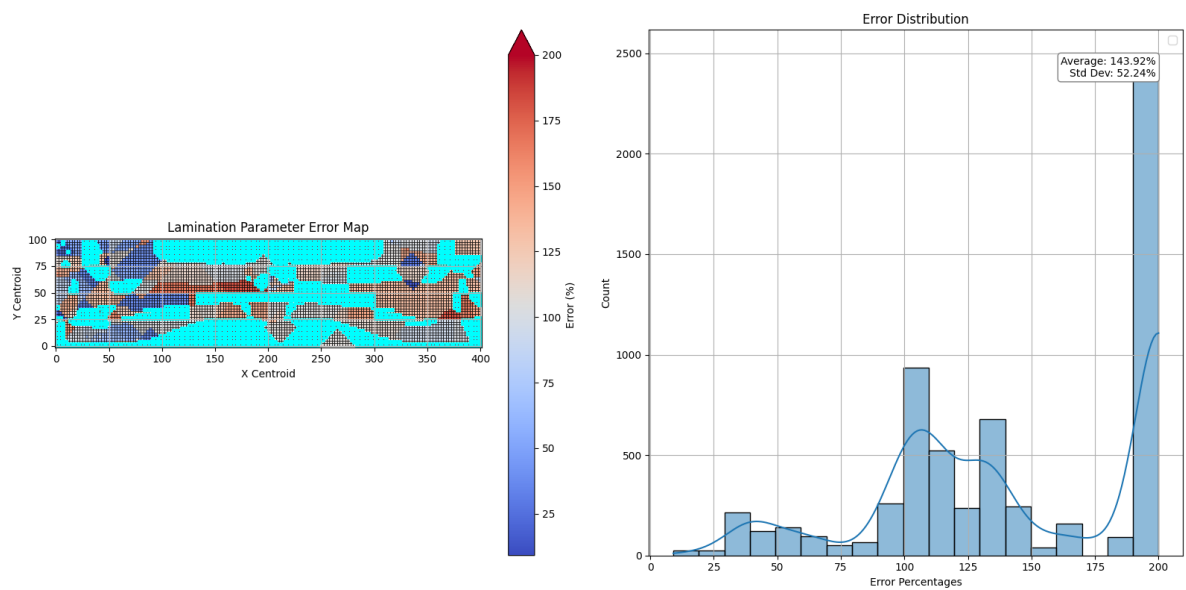 Lamination Parameter Error Map
Y Centroid
100
75
50
25
0
0 50 100 150 200 250 300 350 400
X Centroid
200
175
150
125
100
75
50
25
Error (%)
Error Distribution
Average: 143.92%
Std Dev: 52.24%
Count
2500
2000
1500
1000
500
0
0 25 50 75 100 125 150 175 200
Error Percentages